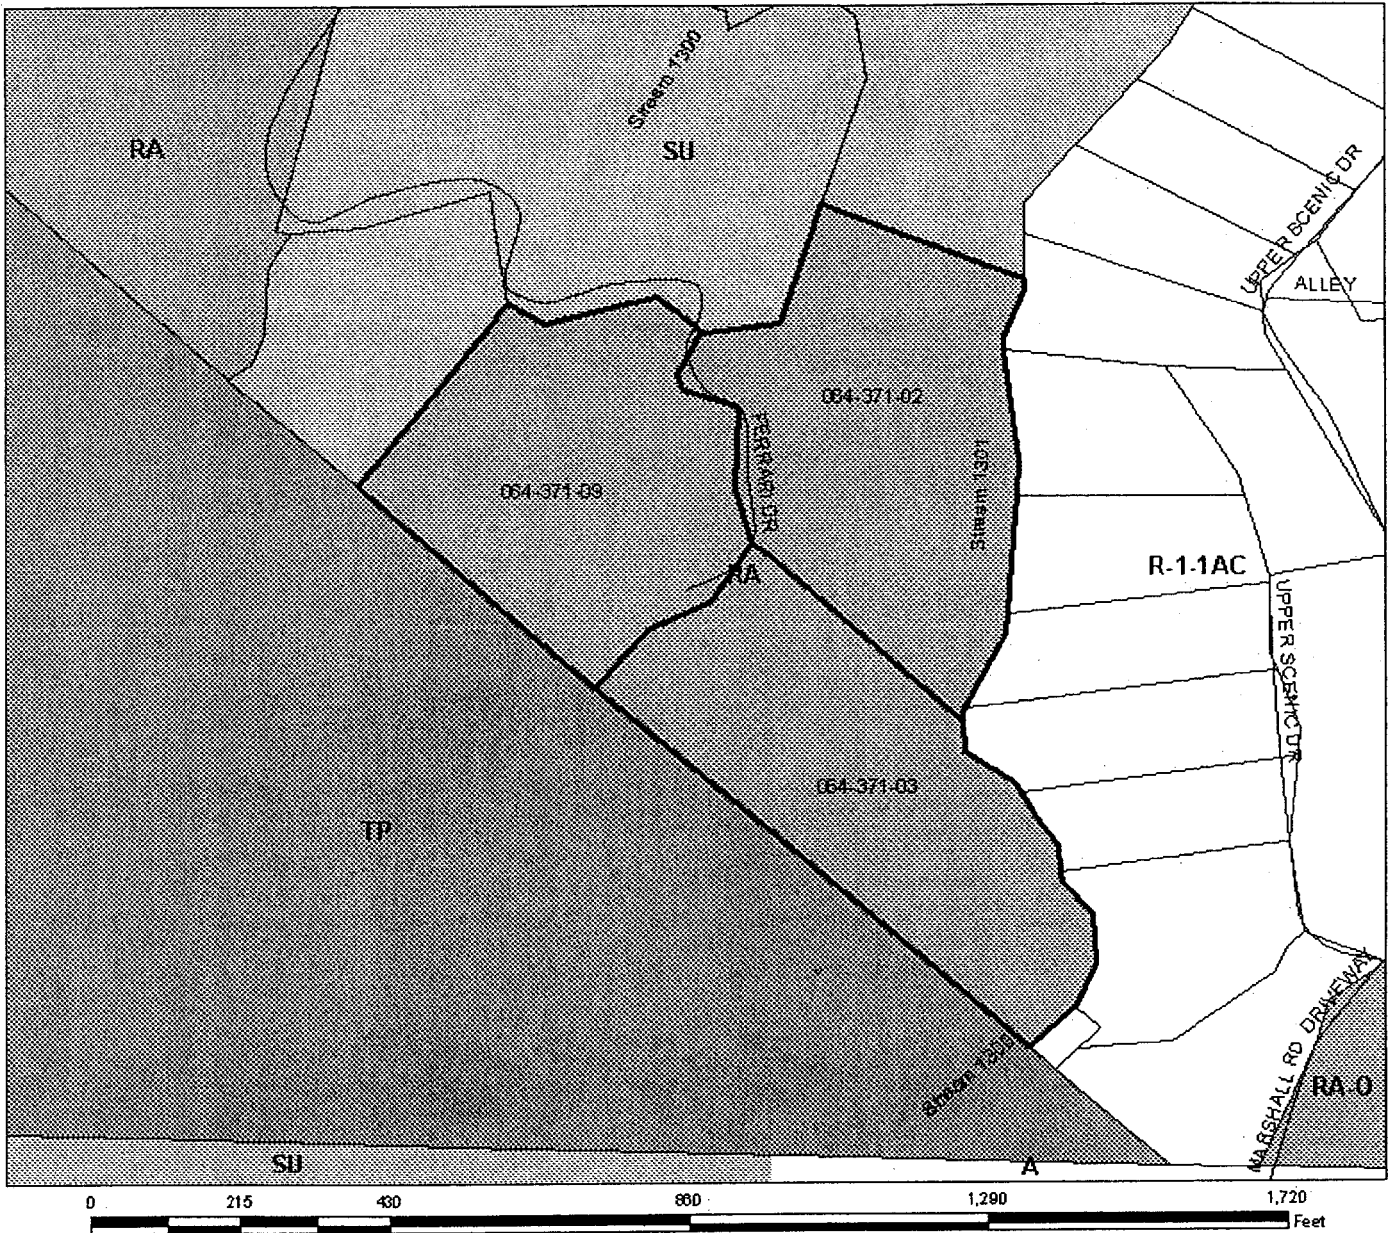 Stream 1300
RA
SU
UPPER SCENIC DR
ALLEY
064-371-02
FERRARI DR
Stream 1301
064-371-09
R-1-1AC
RA
UPPER SCENIC DR
064-371-03
TP
MARSHALL RD DRIVEWAY
RA-O
SU
A
0 215 430 860 1,290 1,720
Feet